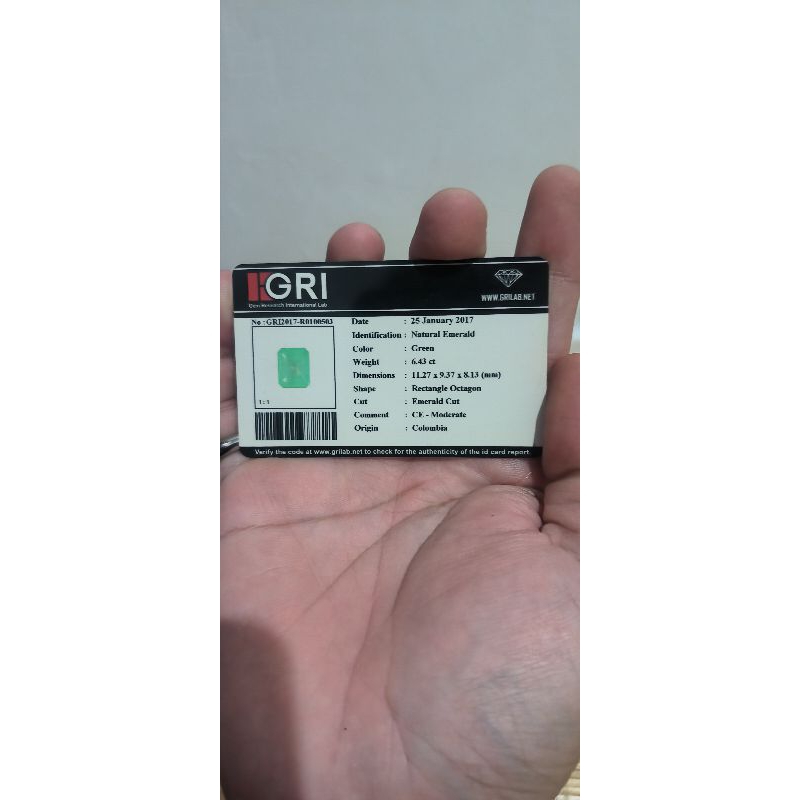 GRI
Gem Research International Lab
WWW.GRILAB.NET
No : GRI2017-R0100503
Date : 25 January 2017
Identification : Natural Emerald
Color : Green
Weight : 6.43 ct
Dimensions : 11.27 x 9.37 x 8.13 (mm)
Shape : Rectangle Octagon
Cut : Emerald Cut
Comment : CE - Moderate
Origin : Colombia
1 : 1
Verify the code at www.grilab.net to check for the authenticity of the id card report.